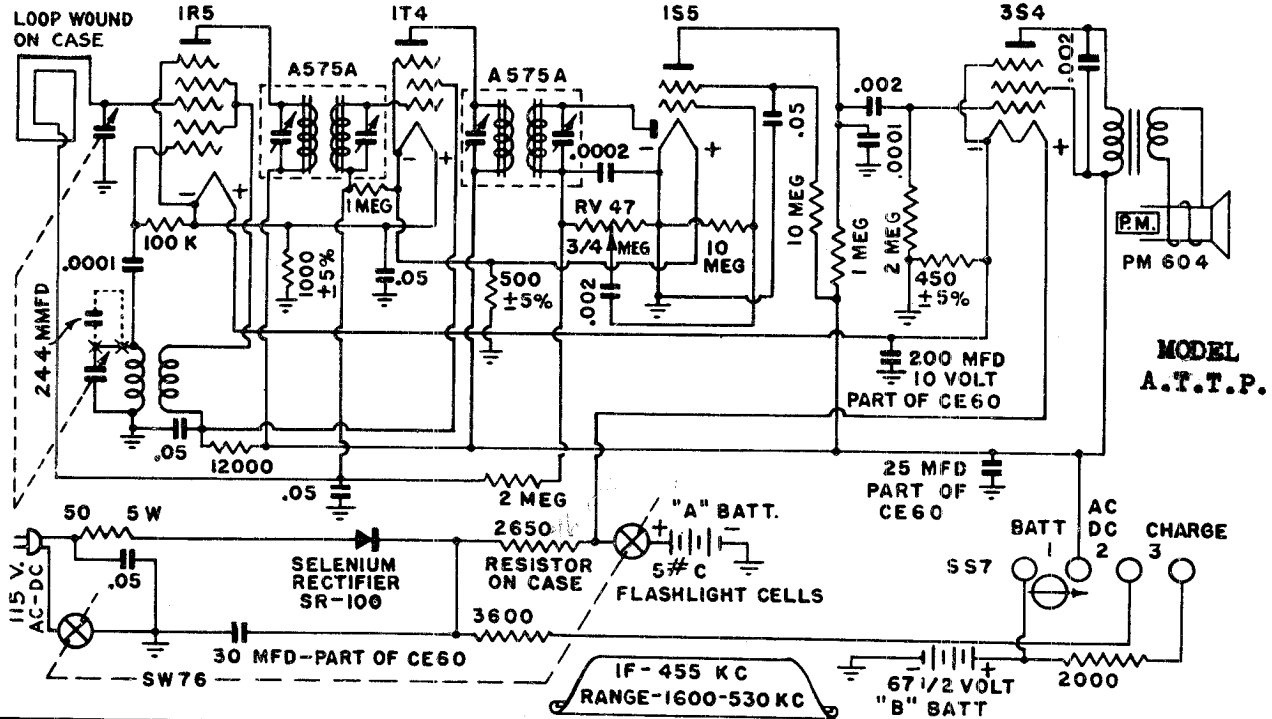 LOOP WOUND
ON CASE
1R5
1T4
1S5
3S4
A575A
A575A
.002
.002
.05
.0001
.0002
-
+
1 MEG
RV 47
3/4 MEG
10
MEG
10 MEG
1 MEG
2 MEG
450
±5%
P.M.
PM 604
100 K
.0001
1000
±5%
.05
500
±5%
.002
244 MMFD
200 MFD
10 VOLT
PART OF CE60
MODEL
A.T.T.P.
.05
12000
.05
2 MEG
25 MFD
PART OF
CE60
50
5 W
2650
"A" BATT.
+
-
BATT
1
AC
DC
2
CHARGE
3
115 V.
AC-DC
.05
SELENIUM
RECTIFIER
SR-100
RESISTOR
ON CASE
5 # C
FLASHLIGHT CELLS
SS7
3600
30 MFD-PART OF CE60
SW76
IF-455 KC
RANGE-1600-530 KC
-
+
67 1/2 VOLT
"B" BATT
2000